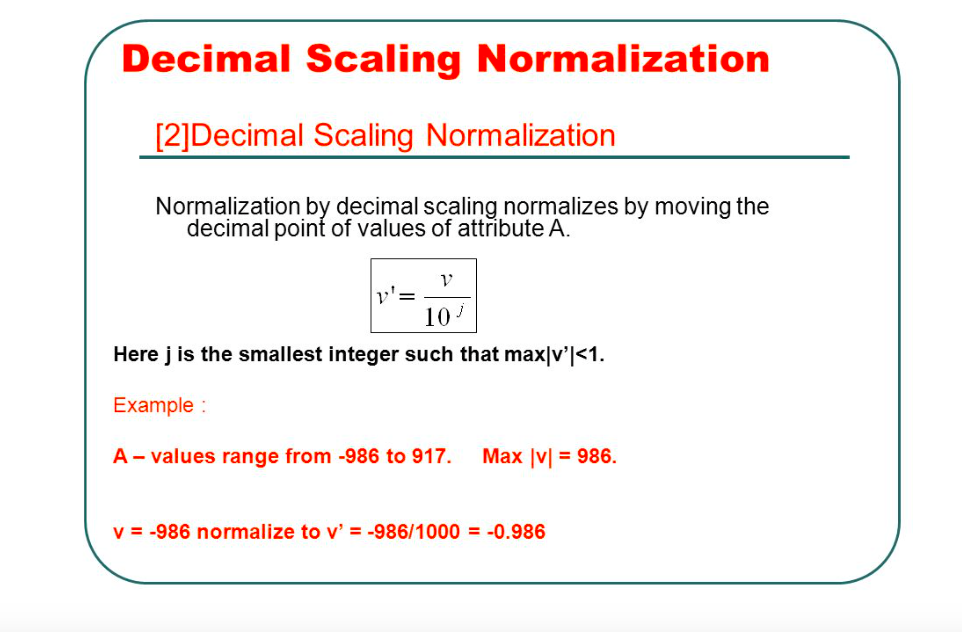 Decimal Scaling Normalization
[2]Decimal Scaling Normalization
Normalization by decimal scaling normalizes by moving the
decimal point of values of attribute A.
v' = v / 10^j
Here j is the smallest integer such that max|v’|<1.
Example :
A – values range from -986 to 917. Max |v| = 986.
v = -986 normalize to v’ = -986/1000 = -0.986